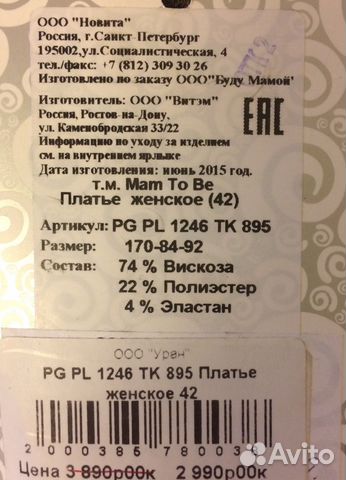 ООО "Новита"
Россия, г.Санкт-Петербург
195002,ул.Социалистическая, 4
тел./факс: +7 (812) 309 30 26
Изготовлено по заказу ООО"Буду Мамой"
Изготовитель: ООО "Витэм"
Россия, Ростов-на-Дону,
ул. Каменобродская 33/22
EAC
Информацию по уходу за изделием
см. на внутреннем ярлыке
Дата изготовления: июнь 2015 год.
т.м. Mam To Be
Платье женское (42)
Артикул: PG PL 1246 TK 895
Размер: 170-84-92
Состав: 74 % Вискоза
22 % Полиэстер
4 % Эластан
ООО "Уран"
PG PL 1246 TK 895 Платье
женское 42
Цена 3 890р00к 2 990р00к
Avito